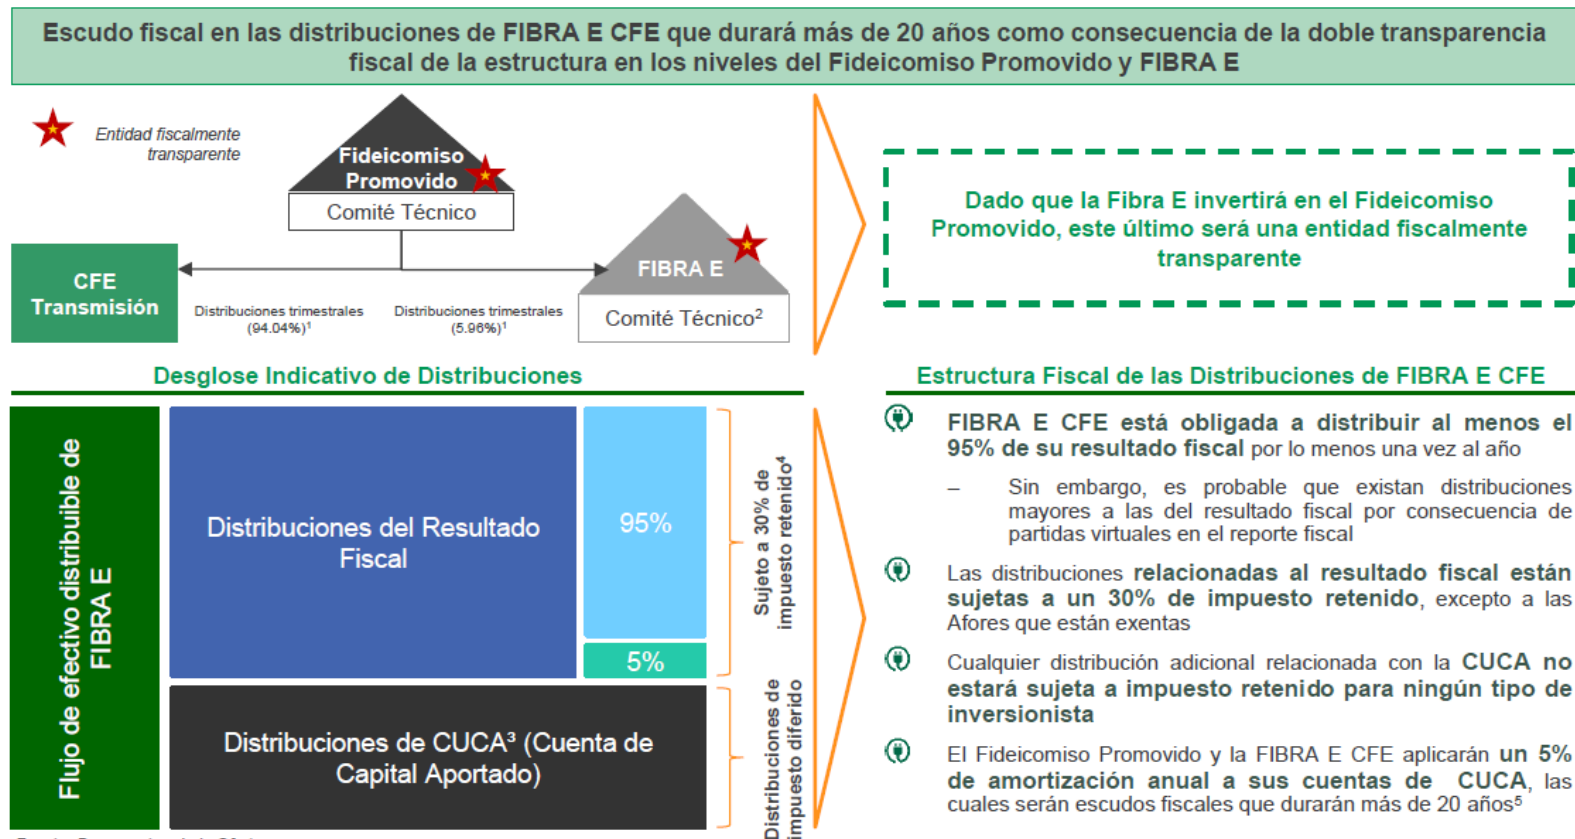 Escudo fiscal en las distribuciones de FIBRA E CFE que durará más de 20 años como consecuencia de la doble transparencia
fiscal de la estructura en los niveles del Fideicomiso Promovido y FIBRA E
Entidad fiscalmente
transparente
Fideicomiso
Promovido
Comité Técnico
CFE
Transmisión
Distribuciones trimestrales
(94.04%)¹
Distribuciones trimestrales
(5.96%)¹
FIBRA E
Comité Técnico²
Dado que la Fibra E invertirá en el Fideicomiso
Promovido, este último será una entidad fiscalmente
transparente
Desglose Indicativo de Distribuciones
Flujo de efectivo distribuible de
FIBRA E
Distribuciones del Resultado
Fiscal
95%
5%
Sujeto a 30% de
impuesto retenido⁴
Distribuciones de CUCA³ (Cuenta de
Capital Aportado)
Distribuciones de
impuesto diferido
Estructura Fiscal de las Distribuciones de FIBRA E CFE
FIBRA E CFE está obligada a distribuir al menos el
95% de su resultado fiscal por lo menos una vez al año
– Sin embargo, es probable que existan distribuciones
mayores a las del resultado fiscal por consecuencia de
partidas virtuales en el reporte fiscal
Las distribuciones relacionadas al resultado fiscal están
sujetas a un 30% de impuesto retenido, excepto a las
Afores que están exentas
Cualquier distribución adicional relacionada con la CUCA no
estará sujeta a impuesto retenido para ningún tipo de
inversionista
El Fideicomiso Promovido y la FIBRA E CFE aplicarán un 5%
de amortización anual a sus cuentas de CUCA, las
cuales serán escudos fiscales que durarán más de 20 años⁵